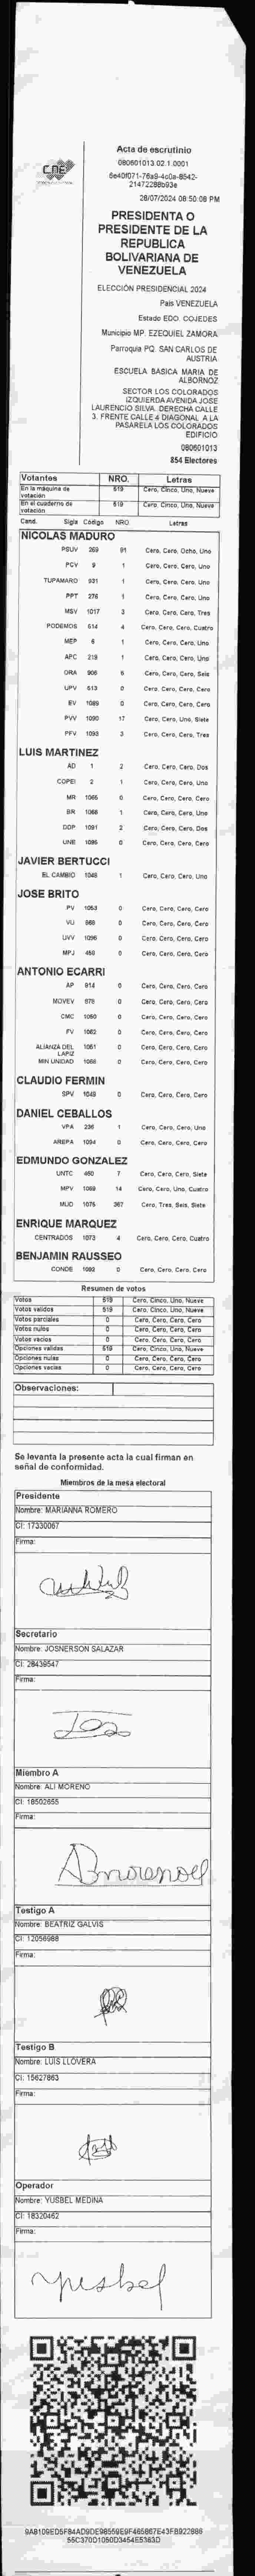 CNE
Acta de escrutinio
080601013.02.1.0001
6e40f071-76a9-4c0a-8542-
21472288b93e
28/07/2024 08:50:08 PM
PRESIDENTA O
PRESIDENTE DE LA
REPUBLICA
BOLIVARIANA DE
VENEZUELA
ELECCIÓN PRESIDENCIAL 2024
Pais VENEZUELA
Estado EDO. COJEDES
Municipio MP. EZEQUIEL ZAMORA
Parroquia PQ. SAN CARLOS DE
AUSTRIA
ESCUELA BASICA MARIA DE
ALBORNOZ
SECTOR LOS COLORADOS
IZQUIERDA AVENIDA JOSE
LAURENCIO SILVA. DERECHA CALLE
3. FRENTE CALLE 4 DIAGONAL A LA
PASARELA LOS COLORADOS
EDIFICIO
080601013
854 Electores
Votantes NRO. Letras
En la máquina de votación 519 Cero, Cinco, Uno, Nueve
En el cuaderno de votación 519 Cero, Cinco, Uno, Nueve
Cand. Sigla Código NRO. Letras
NICOLAS MADURO
PSUV 269 Cero, Cero, Ocho, Uno
PCV 9 1 Cero, Cero, Cero, Uno
TUPAMARO 931 1 Cero, Cero, Cero, Uno
PPT 276 1 Cero, Cero, Cero, Uno
MSV 1017 3 Cero, Cero, Cero, Tres
PODEMOS 514 4 Cero, Cero, Cero, Cuatro
MEP 6 1 Cero, Cero, Cero, Uno
APC 219 1 Cero, Cero, Cero, Uno
ORA 906 6 Cero, Cero, Cero, Seis
UPV 513 0 Cero, Cero, Cero, Cero
EV 1089 0 Cero, Cero, Cero, Cero
PVV 1090 17 Cero, Cero, Uno, Siete
PFV 1093 3 Cero, Cero, Cero, Tres
LUIS MARTINEZ
AD 1 2 Cero, Cero, Cero, Dos
COPEI 2 1 Cero, Cero, Cero, Uno
MR 1065 0 Cero, Cero, Cero, Cero
BR 1068 1 Cero, Cero, Cero, Uno
DDP 1091 2 Cero, Cero, Cero, Dos
UNE 1095 0 Cero, Cero, Cero, Cero
JAVIER BERTUCCI
EL CAMBIO 1048 1 Cero, Cero, Cero, Uno
JOSE BRITO
PV 1053 0 Cero, Cero, Cero, Cero
VU 968 0 Cero, Cero, Cero, Cero
UVV 1096 0 Cero, Cero, Cero, Cero
MPJ 459 0 Cero, Cero, Cero, Cero
ANTONIO ECARRI
AP 914 0 Cero, Cero, Cero, Cero
MOVEV 978 0 Cero, Cero, Cero, Cero
CMC 1050 0 Cero, Cero, Cero, Cero
FV 1062 0 Cero, Cero, Cero, Cero
ALIANZA DEL LAPIZ 1051 0 Cero, Cero, Cero, Cero
MIN UNIDAD 1066 0 Cero, Cero, Cero, Cero
CLAUDIO FERMIN
SPV 1049 0 Cero, Cero, Cero, Cero
DANIEL CEBALLOS
VPA 236 1 Cero, Cero, Cero, Uno
AREPA 1094 0 Cero, Cero, Cero, Cero
EDMUNDO GONZALEZ
UNTC 460 7 Cero, Cero, Cero, Siete
MPV 1069 14 Cero, Cero, Uno, Cuatro
MUD 1075 367 Cero, Tres, Seis, Siete
ENRIQUE MARQUEZ
CENTRADOS 1073 4 Cero, Cero, Cero, Cuatro
BENJAMIN RAUSSEO
CONDE 1092 0 Cero, Cero, Cero, Cero
Resumen de votos
Votos 519 Cero, Cinco, Uno, Nueve
Votos validos 519 Cero, Cinco, Uno, Nueve
Votos parciales 0 Cero, Cero, Cero, Cero
Votos nulos 0 Cero, Cero, Cero, Cero
Votos vacios 0 Cero, Cero, Cero, Cero
Opciones validas 519 Cero, Cinco, Uno, Nueve
Opciones nulas 0 Cero, Cero, Cero, Cero
Opciones vacias 0 Cero, Cero, Cero, Cero
Observaciones:
Se levanta la presente acta la cual firman en
señal de conformidad.
Miembros de la mesa electoral
Presidente
Nombre: MARIANNA ROMERO
CI: 17330067
Firma:
Secretario
Nombre: JOSNERSON SALAZAR
CI: 28439547
Firma:
Miembro A
Nombre: ALI MORENO
CI: 18502655
Firma:
Testigo A
Nombre: BEATRIZ GALVIS
CI: 12056988
Firma:
Testigo B
Nombre: LUIS LLOVERA
CI: 15627863
Firma:
Operador
Nombre: YUSBEL MEDINA
CI: 18320462
Firma: